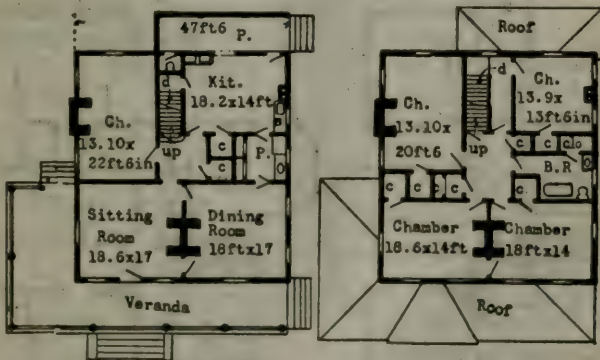 47ft6 P.
d
Kit.
18.2x14ft
Ch.
13.10x
22ft6in
up
C
C
P.
Sitting
Room
18.6x17
Dining
Room
18ftx17
Veranda
Roof
d
Ch.
13.9x
13ft6in
Ch.
13.10x
20ft6
up
C
C
C
B.R
C
C
C
C
C
Chamber
18.6x14ft
Chamber
18ftx14
Roof